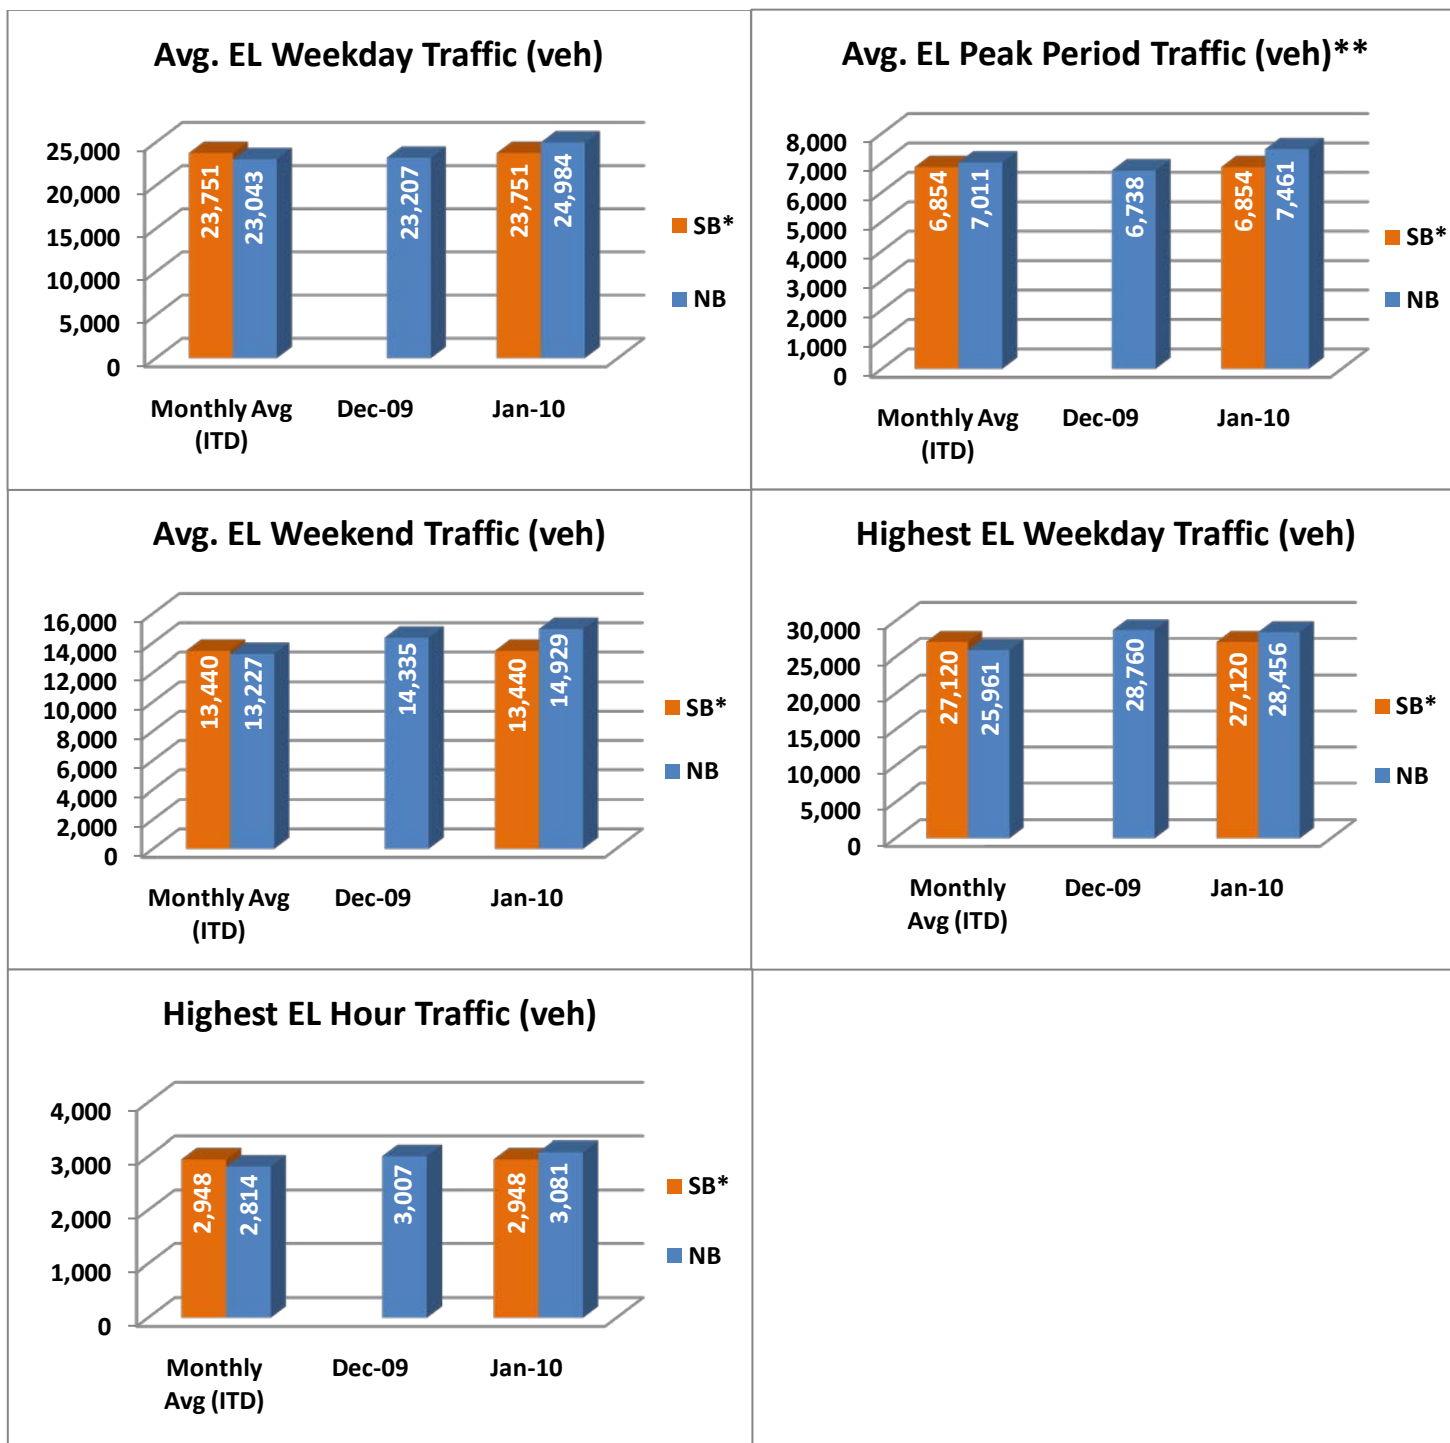 Avg. EL Weekday Traffic (veh)
25,000
20,000
15,000
10,000
5,000
0
23,751
23,043
23,207
23,751
24,984
Monthly Avg
(ITD)
Dec-09
Jan-10
SB*
NB
Avg. EL Peak Period Traffic (veh)**
8,000
7,000
6,000
5,000
4,000
3,000
2,000
1,000
0
6,854
7,011
6,738
6,854
7,461
Monthly Avg
(ITD)
Dec-09
Jan-10
SB*
NB
Avg. EL Weekend Traffic (veh)
16,000
14,000
12,000
10,000
8,000
6,000
4,000
2,000
0
13,440
13,227
14,335
13,440
14,929
Monthly Avg
(ITD)
Dec-09
Jan-10
SB*
NB
Highest EL Weekday Traffic (veh)
30,000
25,000
20,000
15,000
10,000
5,000
0
27,120
25,961
28,760
27,120
28,456
Monthly
Avg (ITD)
Dec-09
Jan-10
SB*
NB
Highest EL Hour Traffic (veh)
4,000
3,000
2,000
1,000
0
2,948
2,814
3,007
2,948
3,081
Monthly
Avg (ITD)
Dec-09
Jan-10
SB*
NB